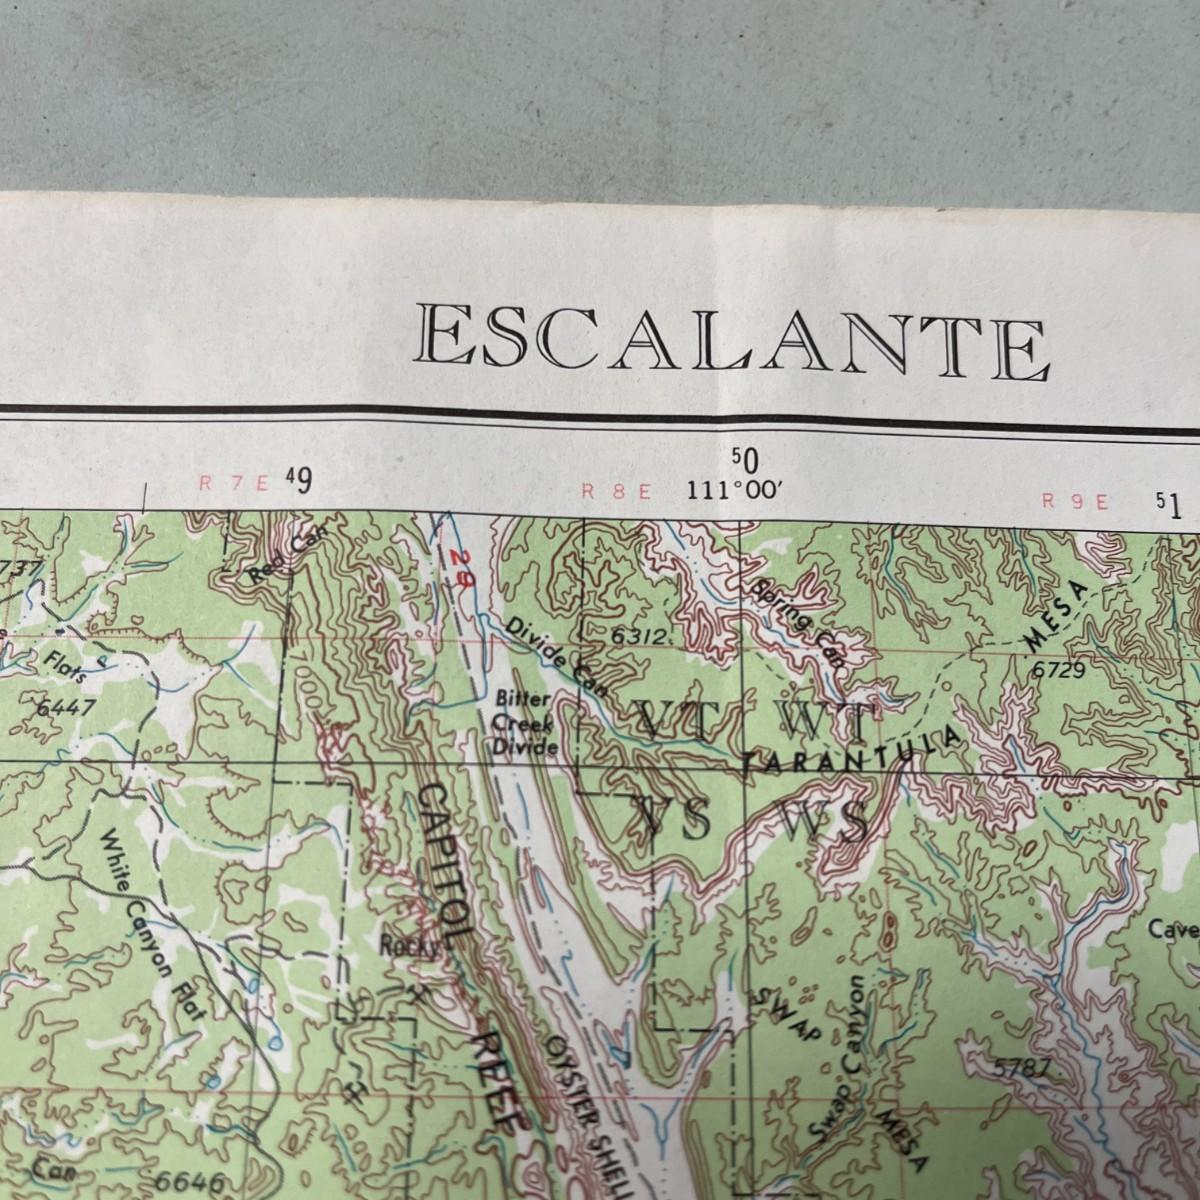 ESCALANTE
R 7 E
49
R 8 E
50
111°00′
R 9 E
51
737
Red Can
29
Spring Can
MESA
Flats
Divide Can
6312
6729
6447
Bitter
Creek
Divide
VT
WT
TARANTULA
VS
WS
CAPITOL
REEF
White Canyon Flat
Rocky
Cave
SWAP
MESA
Swap Canyon
OYSTER SHELL
5787
Can
6646